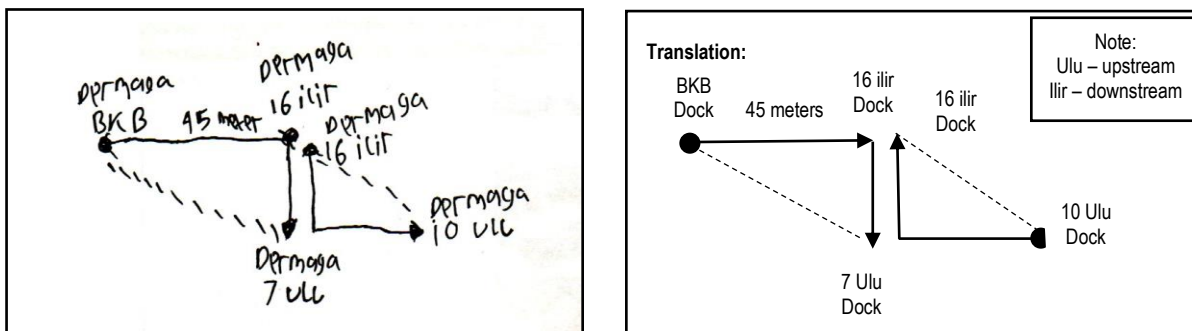 Dermaga
BKB
45 meter
Dermaga
16 ilir
Dermaga
16 ilir
Dermaga
10 ulu
Dermaga
7 ulu
Translation:
BKB
Dock
45 meters
16 ilir
Dock
16 ilir
Dock
10 Ulu
Dock
7 Ulu
Dock
Note:
Ulu – upstream
Ilir – downstream